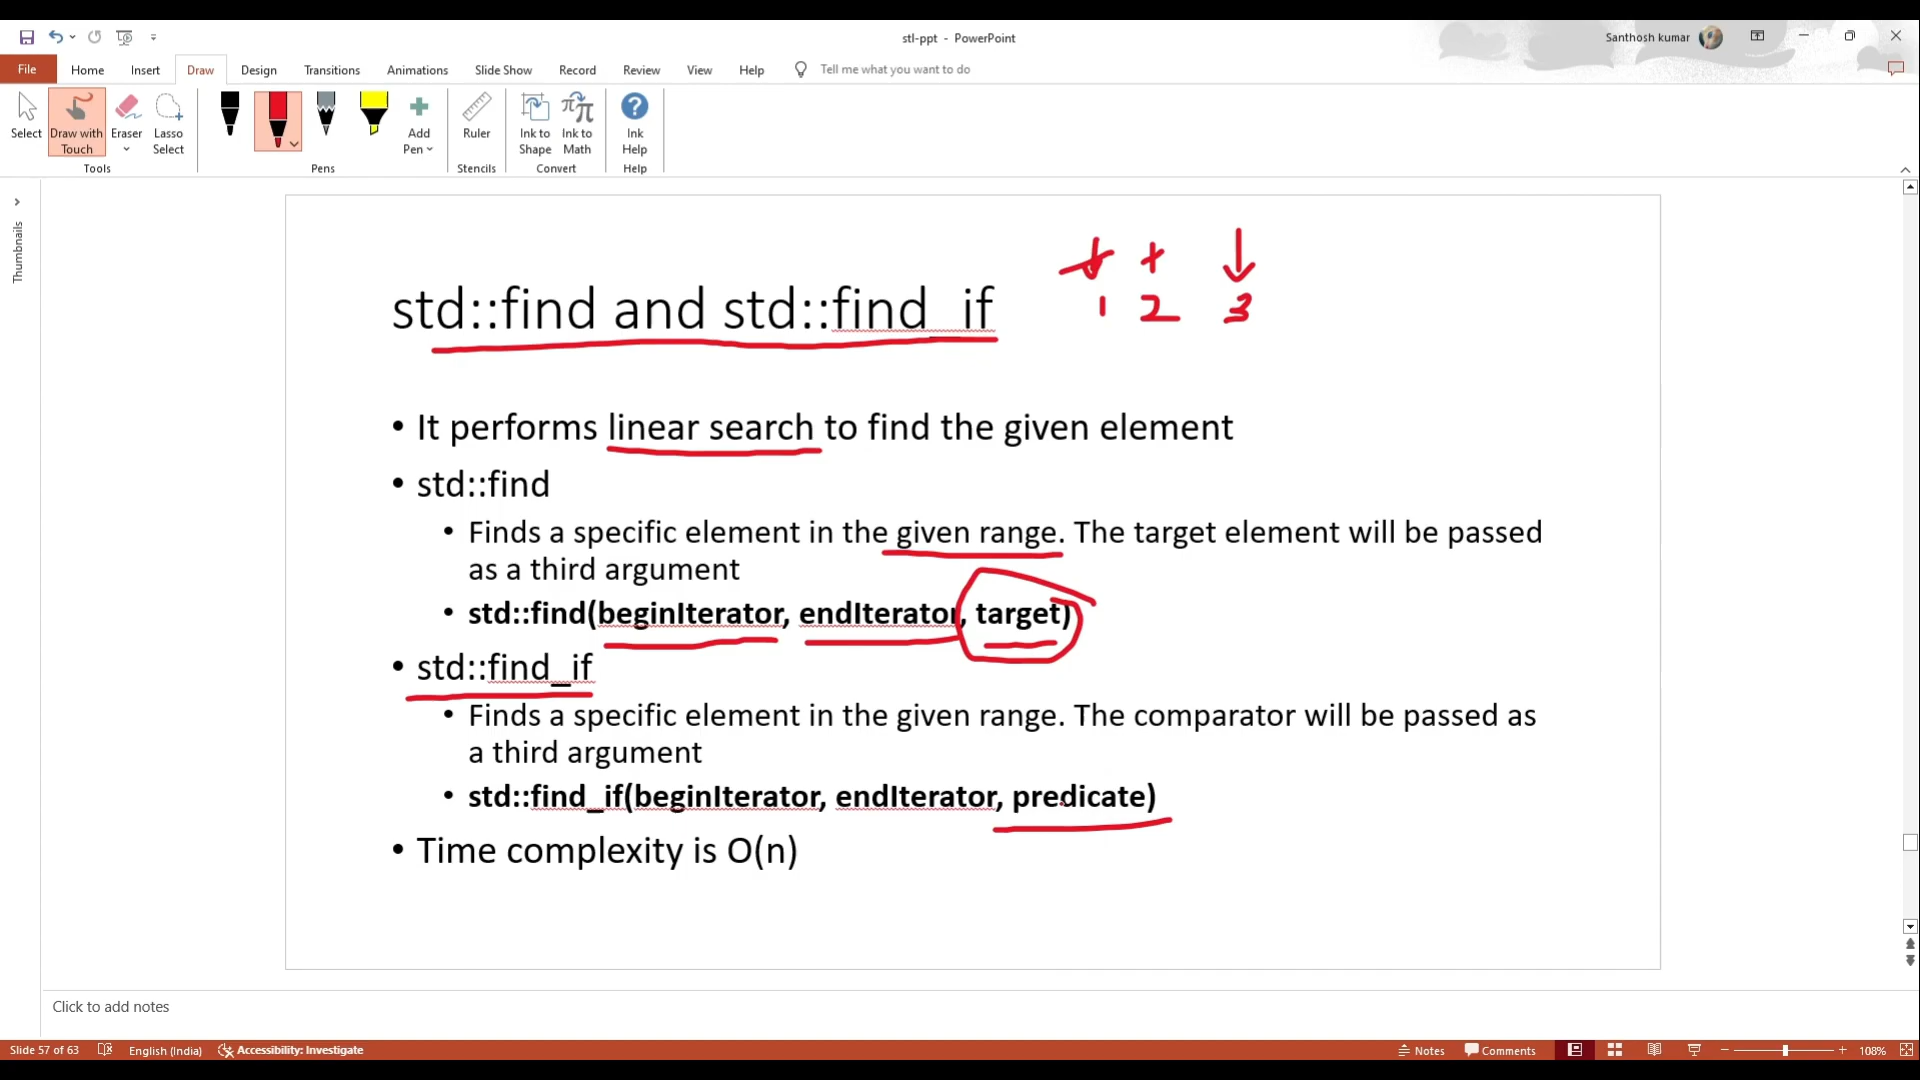 stl-ppt - PowerPoint
Santhosh kumar
File Home Insert Draw Design Transitions Animations Slide Show Record Review View Help Tell me what you want to do
Select
Draw with Touch
Eraser
Lasso Select
Add Pen
Ruler
Ink to Shape
Ink to Math
Ink Help
Tools Pens Stencils Convert Help
Thumbnails
1 2 3
std::find and std::find_if
• It performs linear search to find the given element
• std::find
• Finds a specific element in the given range. The target element will be passed
as a third argument
• std::find(beginIterator, endIterator, target)
• std::find_if
• Finds a specific element in the given range. The comparator will be passed as
a third argument
• std::find_if(beginIterator, endIterator, predicate)
• Time complexity is O(n)
Click to add notes
Slide 57 of 63 English (India) Accessibility: Investigate Notes Comments 108%